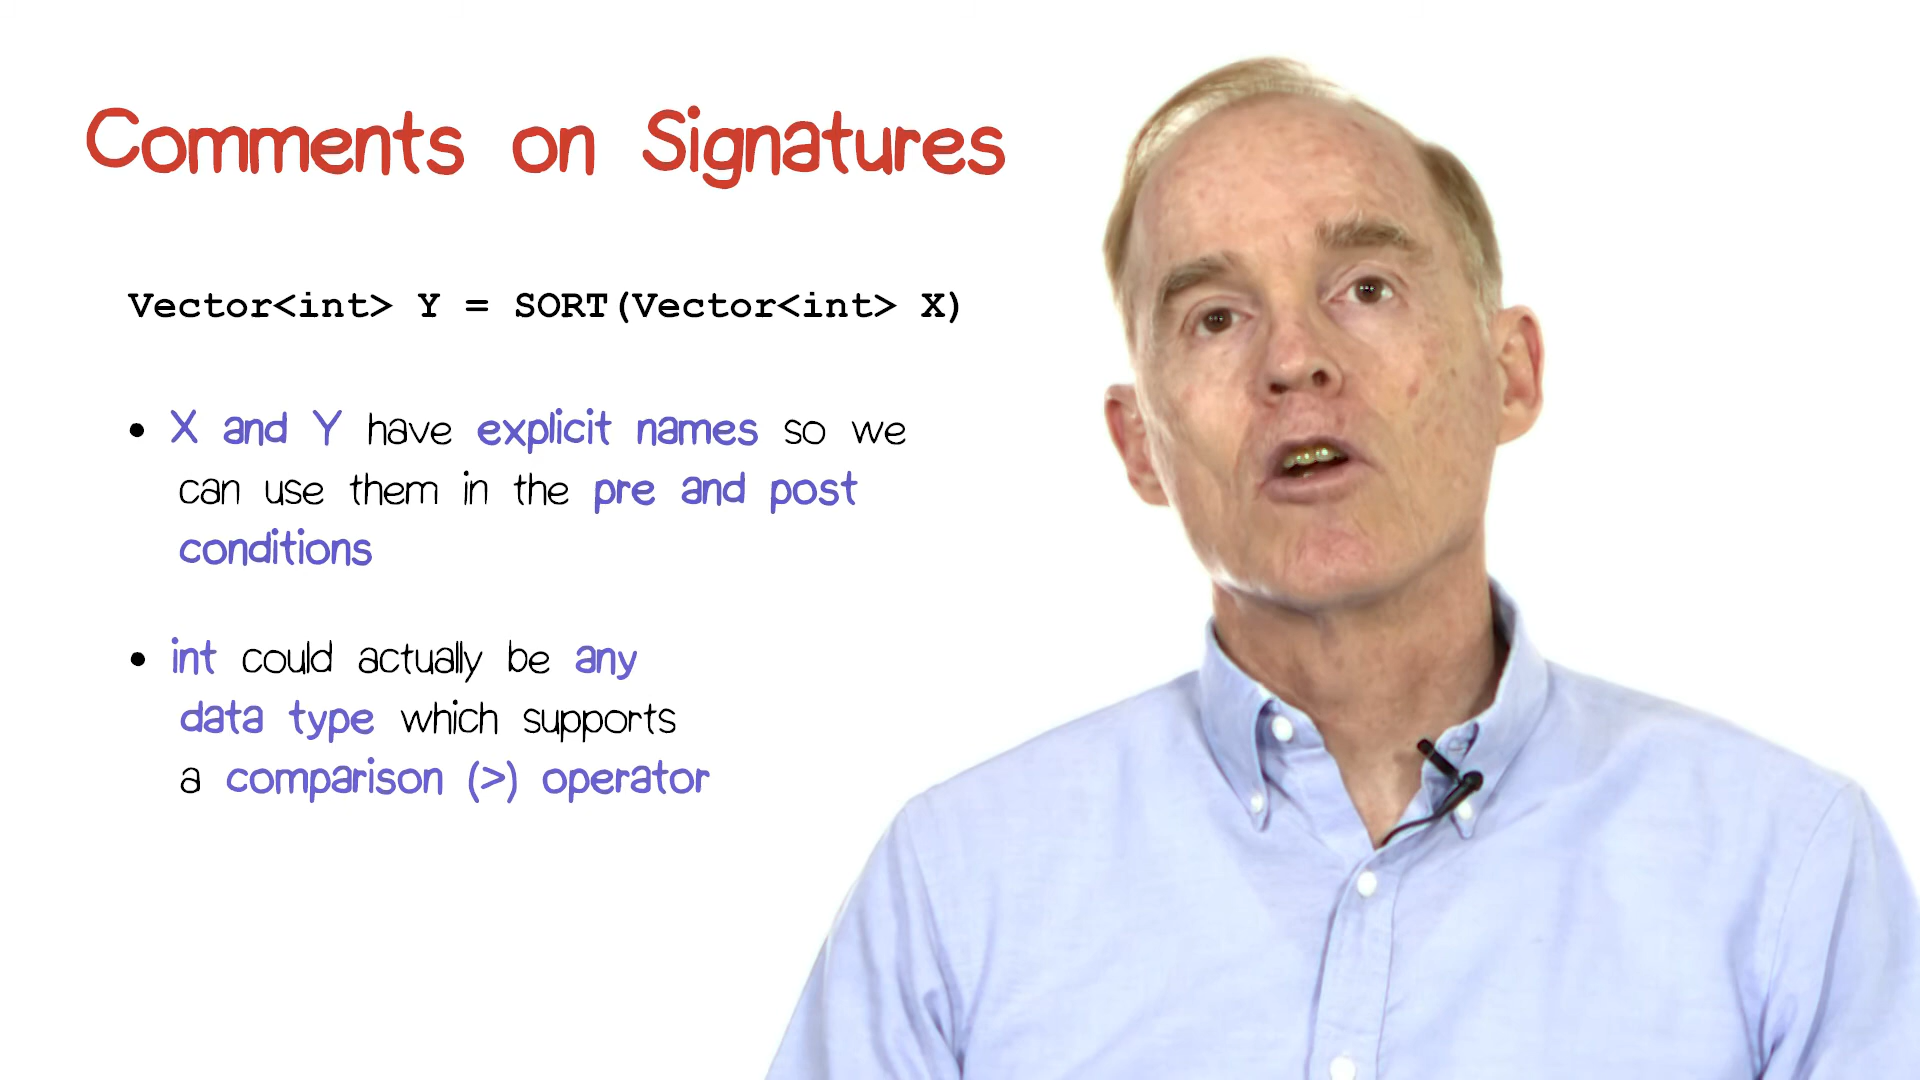 Comments on Signatures
Vector<int> Y = SORT(Vector<int> X)
• X and Y have explicit names so we
can use them in the pre and post
conditions
• int could actually be any
data type which supports
a comparison (>) operator